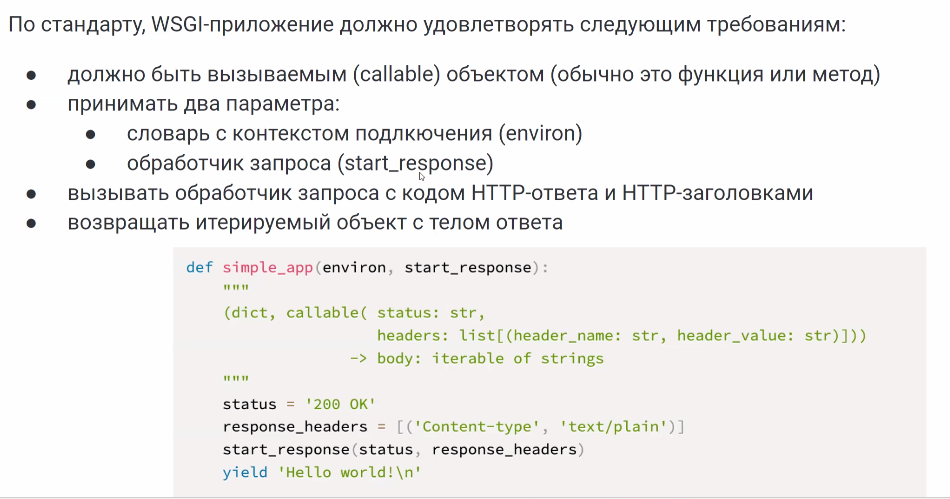 По стандарту, WSGI-приложение должно удовлетворять следующим требованиям:
● должно быть вызываемым (callable) объектом (обычно это функция или метод)
● принимать два параметра:
● словарь с контекстом подлкючения (environ)
● обработчик запроса (start_response)
● вызывать обработчик запроса с кодом HTTP-ответа и HTTP-заголовками
● возвращать итерируемый объект с телом ответа
def simple_app(environ, start_response):
    """
    (dict, callable( status: str,
                     headers: list[(header_name: str, header_value: str)]))
                  -> body: iterable of strings
    """
    status = '200 OK'
    response_headers = [('Content-type', 'text/plain')]
    start_response(status, response_headers)
    yield 'Hello world!\n'